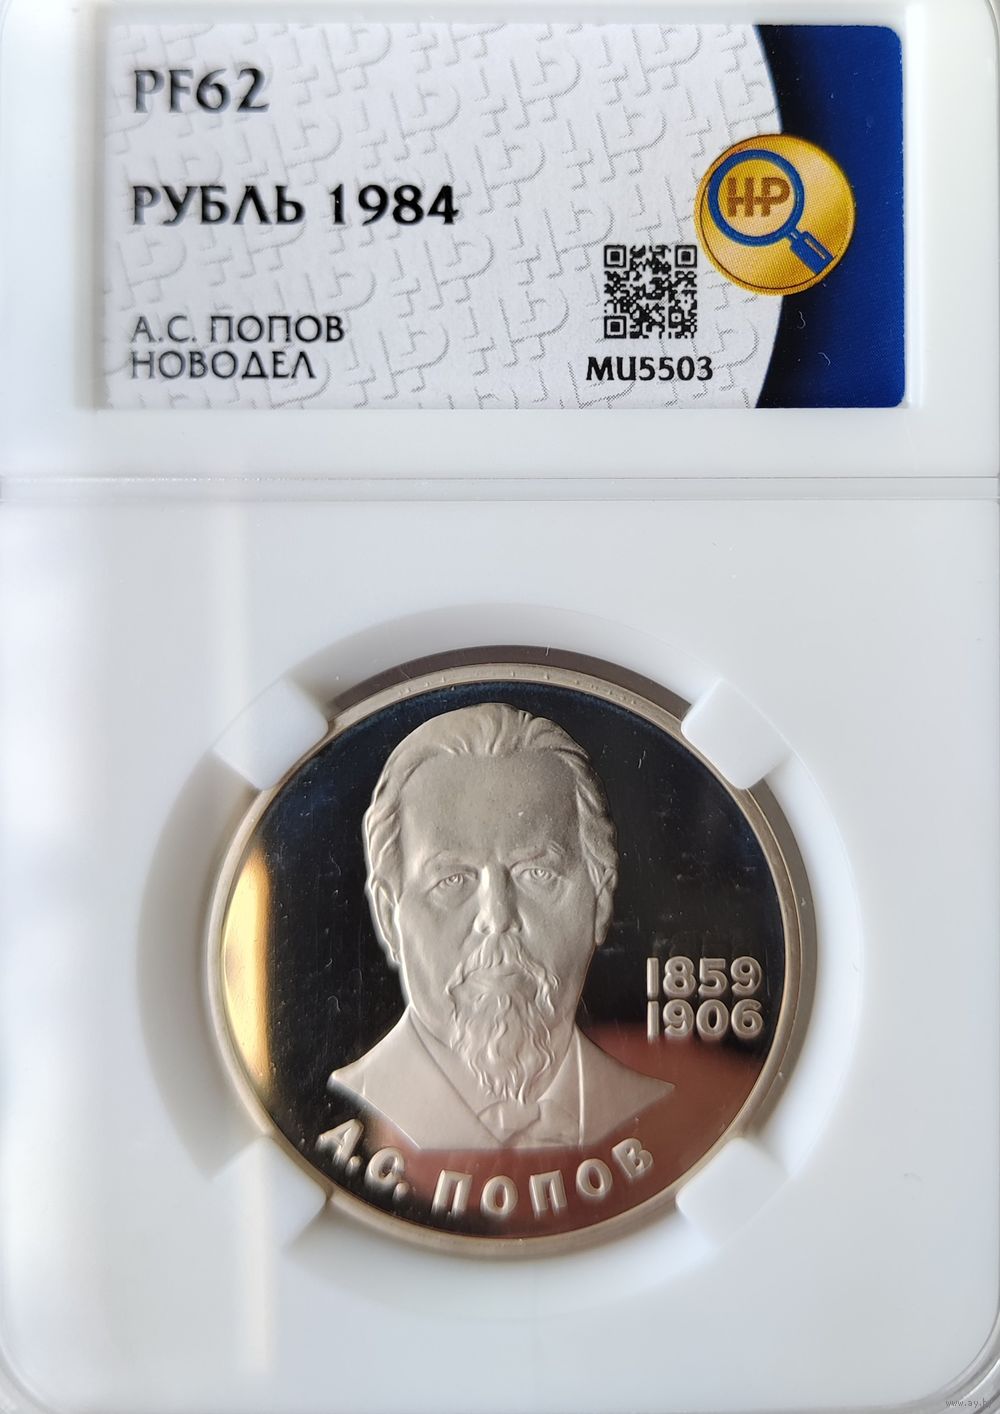 PF62
РУБЛЬ 1984
НР
А.С. ПОПОВ
НОВОДЕЛ
MU5503
1859
1906
А.С. ПОПОВ